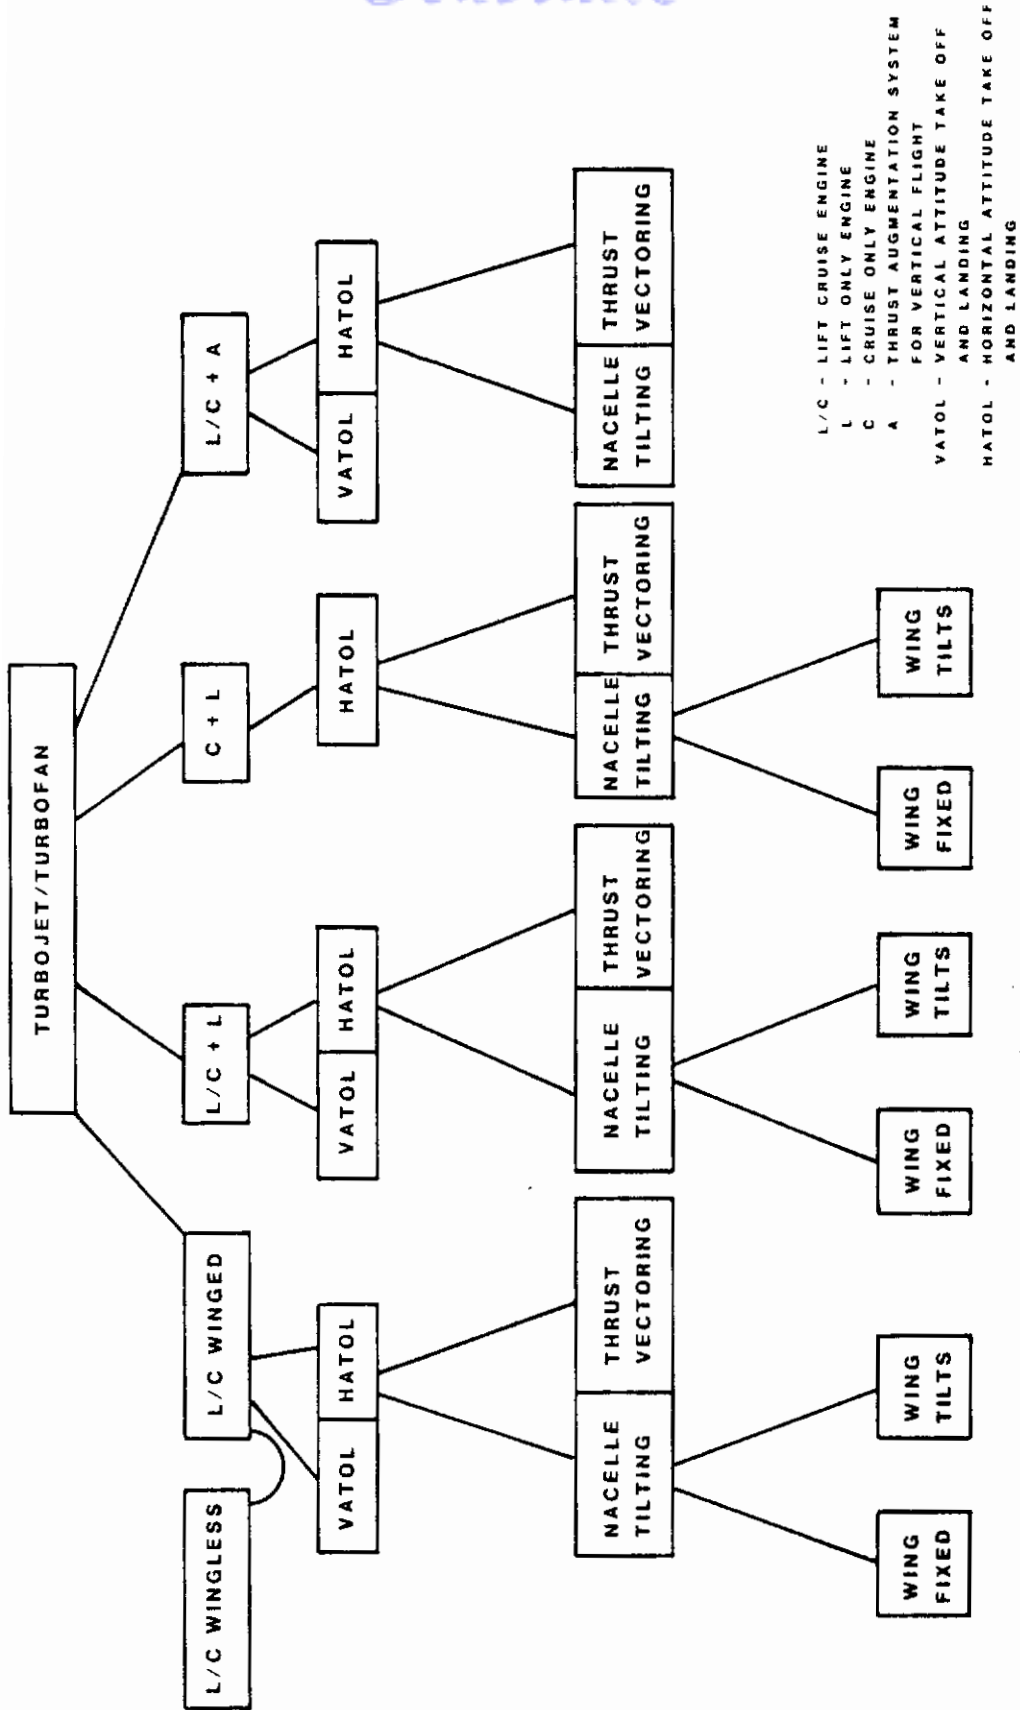 TURBOJET/TURBOFAN
L/C WINGLESS
L/C WINGED
L/C + L
C + L
L/C + A
VATOL
HATOL
VATOL
HATOL
HATOL
VATOL
HATOL
NACELLE
TILTING
THRUST
VECTORING
NACELLE
TILTING
THRUST
VECTORING
NACELLE
TILTING
THRUST
VECTORING
NACELLE
TILTING
THRUST
VECTORING
WING
FIXED
WING
TILTS
WING
FIXED
WING
TILTS
WING
FIXED
WING
TILTS
L/C - LIFT CRUISE ENGINE
L - LIFT ONLY ENGINE
C - CRUISE ONLY ENGINE
A - THRUST AUGMENTATION SYSTEM
FOR VERTICAL FLIGHT
VATOL - VERTICAL ATTITUDE TAKE OFF
AND LANDING
HATOL - HORIZONTAL ATTITUDE TAKE OFF
AND LANDING